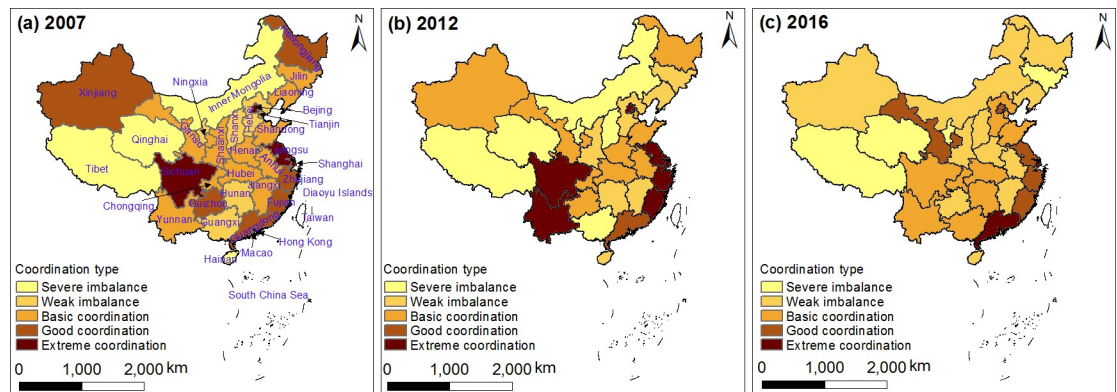 (a) 2007
N
Heilongjiang
Jilin
Liaoning
Xinjiang
Ningxia
Inner Mongolia
Bejing
Tianjin
Hebei
Shanxi
Shaanxi
Gansu
Qinghai
Shandong
Henan
Jiangsu
Anhui
Shanghai
Tibet
Sichuan
Hubei
Zhejiang
Chongqing
Hunan
Jiangxi
Diaoyu Islands
Guizhou
Fujian
Yunnan
Guangxi
Guangdong
Taiwan
Hong Kong
Macao
Hainan
South China Sea
Coordination type
Severe imbalance
Weak imbalance
Basic coordination
Good coordination
Extreme coordination
0 1,000 2,000 km
(b) 2012
N
Coordination type
Severe imbalance
Weak imbalance
Basic coordination
Good coordination
Extreme coordination
0 1,000 2,000 km
(c) 2016
N
Coordination type
Severe imbalance
Weak imbalance
Basic coordination
Good coordination
Extreme coordination
0 1,000 2,000 km